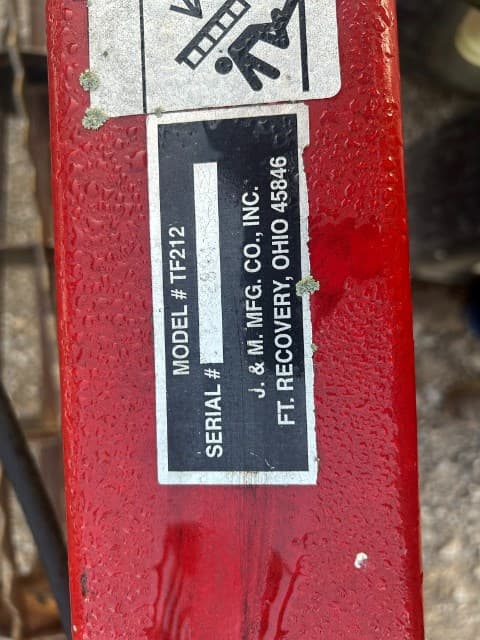 MODEL # TF212
SERIAL #
J. & M. MFG. CO., INC.
FT. RECOVERY, OHIO 45846